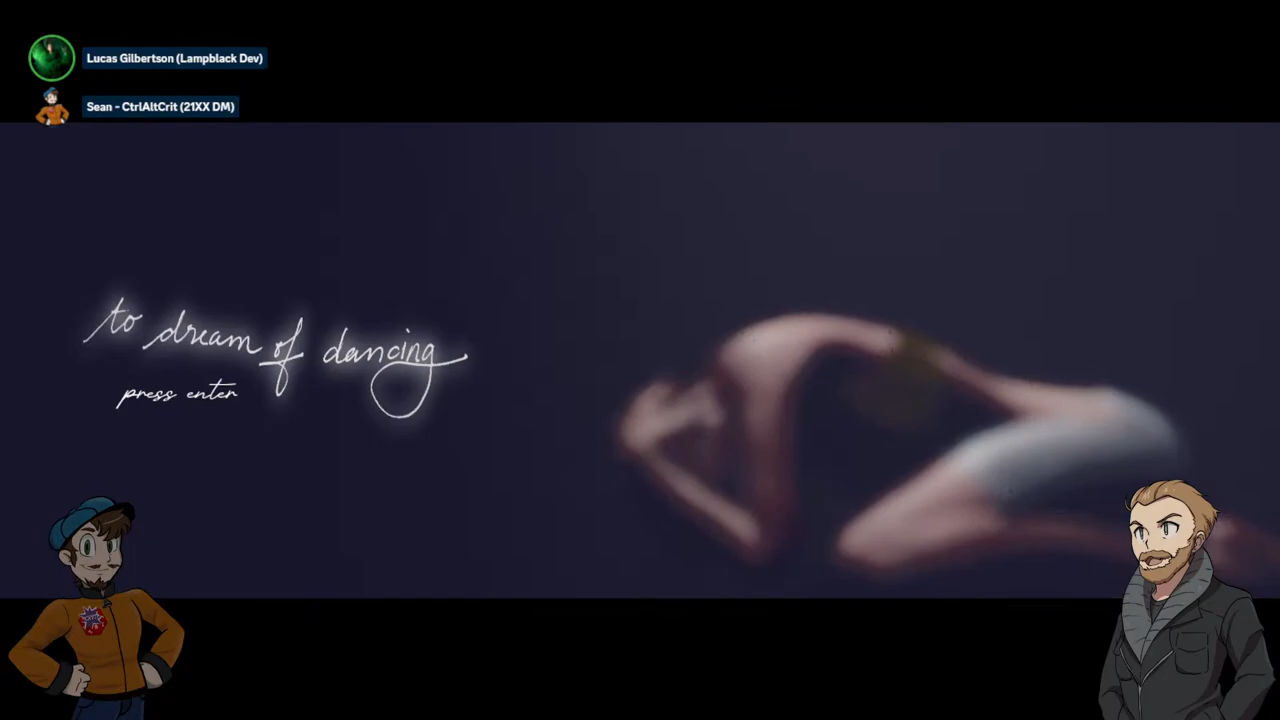 Lucas Gilbertson (Lampblack Dev)
Sean - CtrlAltCrit (21XX DM)
to dream of dancing
press enter